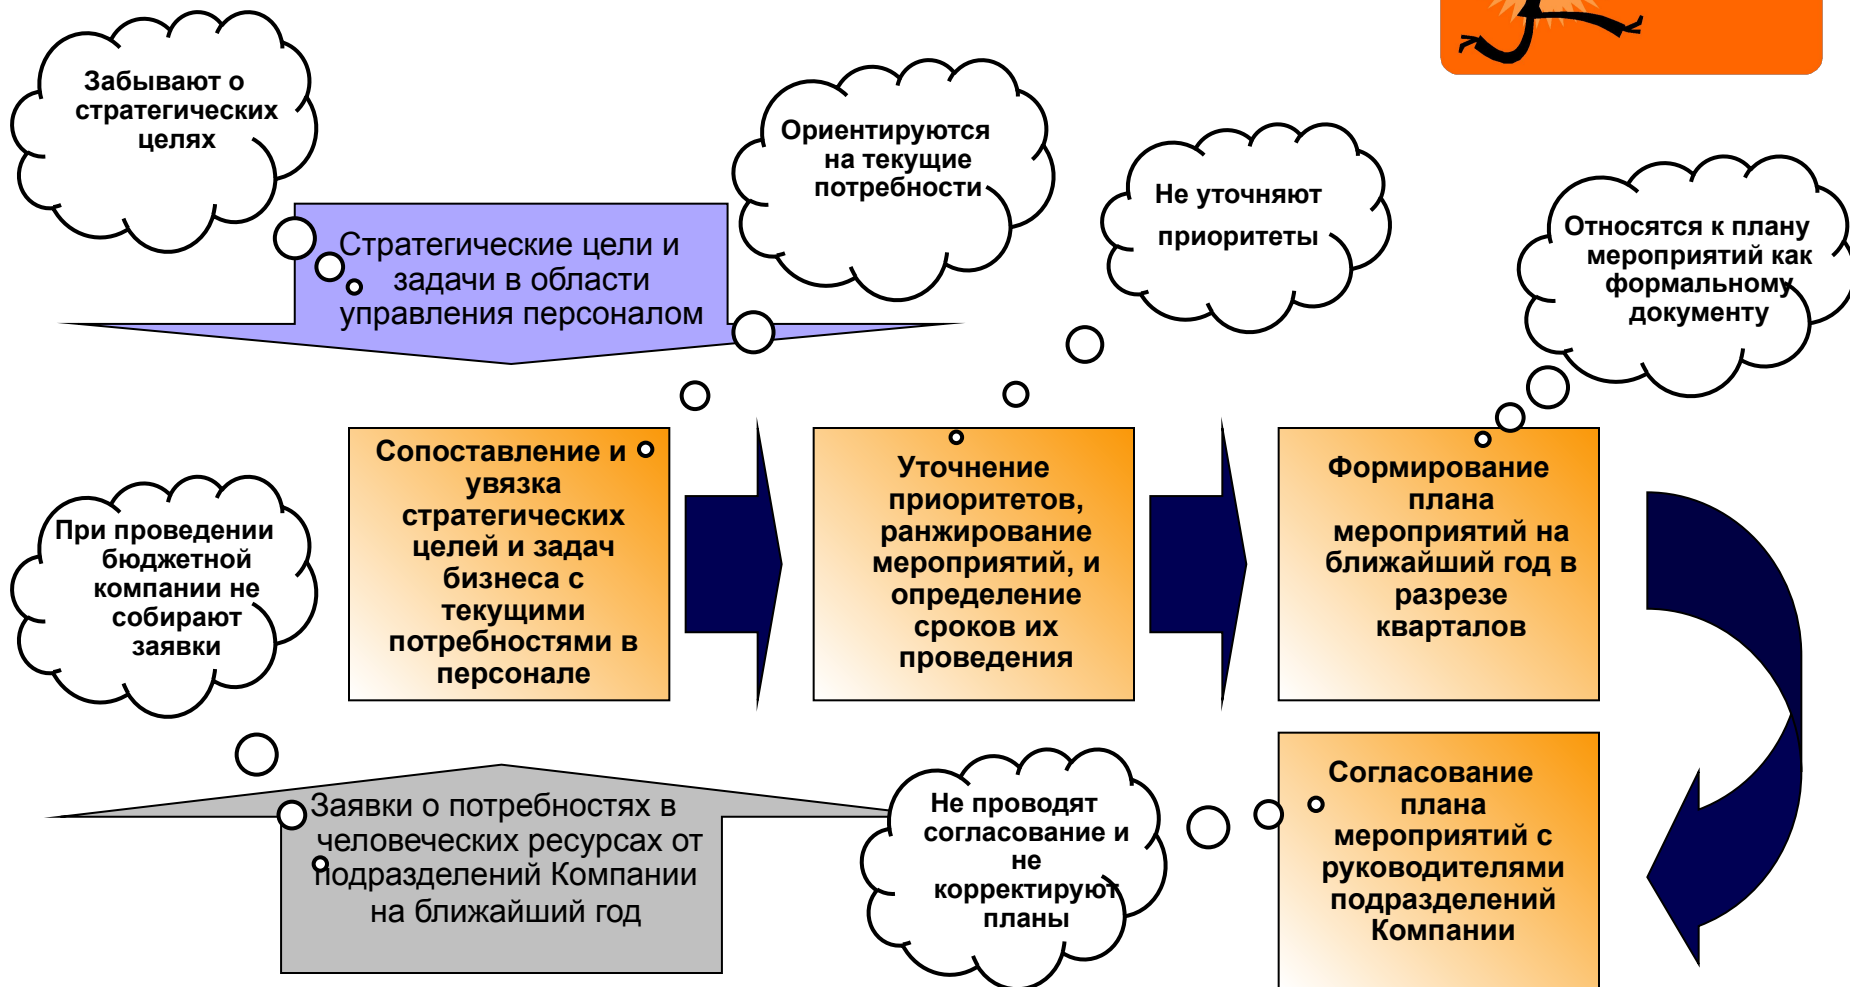 Забывают о
стратегических
целях
Ориентируются
на текущие
потребности
Не уточняют
приоритеты
Относятся к плану
мероприятий как
формальному
документу
Стратегические цели и
задачи в области
управления персоналом
При проведении
бюджетной
компании не
собирают
заявки
Сопоставление и
увязка
стратегических
целей и задач
бизнеса с
текущими
потребностями в
персонале
Уточнение
приоритетов,
ранжирование
мероприятий, и
определение
сроков их
проведения
Формирование
плана
мероприятий на
ближайший год в
разрезе
кварталов
Заявки о потребностях в
человеческих ресурсах от
подразделений Компании
на ближайший год
Не проводят
согласование и
не
корректируют
планы
Согласование
плана
мероприятий с
руководителями
подразделений
Компании